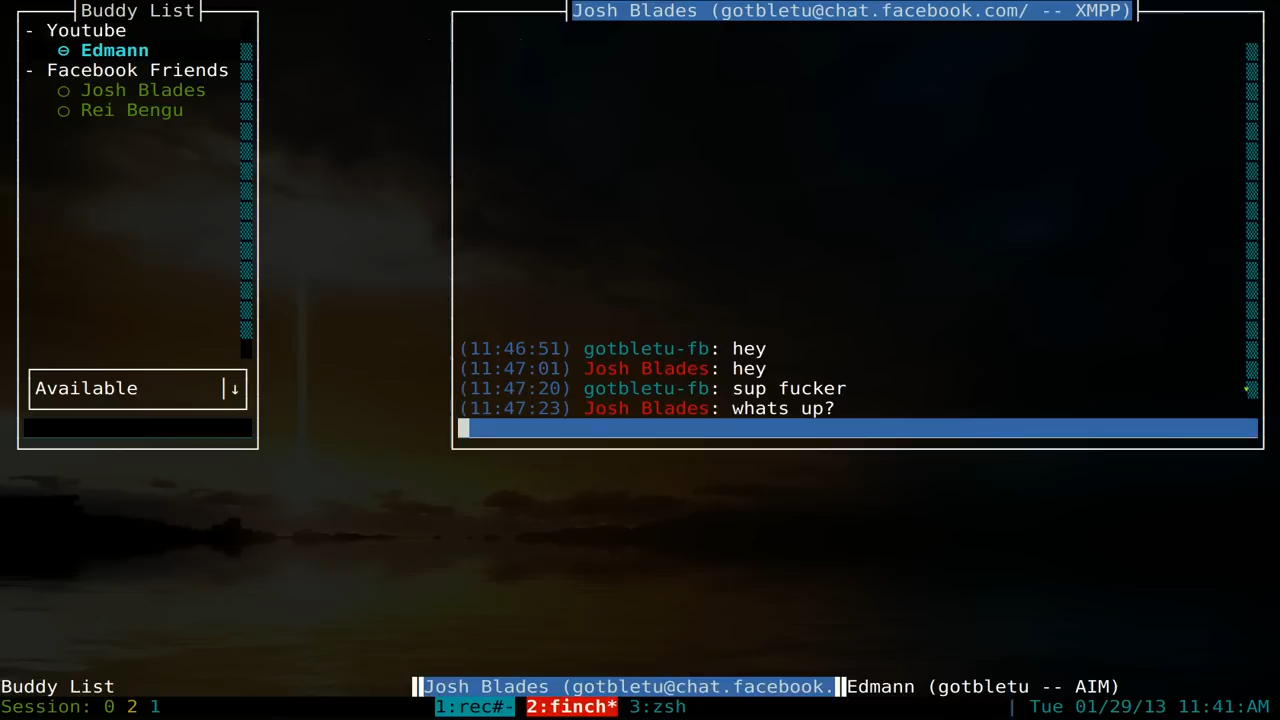 Buddy List
- Youtube
⊖ Edmann
- Facebook Friends
○ Josh Blades
○ Rei Bengu
Available |↓
Josh Blades (gotbletu@chat.facebook.com/ -- XMPP)
(11:46:51) gotbletu-fb: hey
(11:47:01) Josh Blades: hey
(11:47:20) gotbletu-fb: sup fucker
(11:47:23) Josh Blades: whats up?
Buddy List Josh Blades (gotbletu@chat.facebook. Edmann (gotbletu -- AIM)
Session: 0 2 1 1:rec#- 2:finch* 3:zsh | Tue 01/29/13 11:41:AM